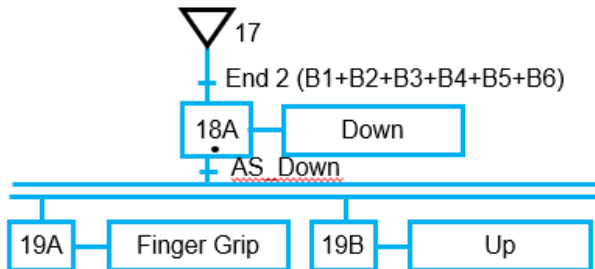 17
End 2 (B1+B2+B3+B4+B5+B6)
18A Down
AS_Down
19A Finger Grip 19B Up